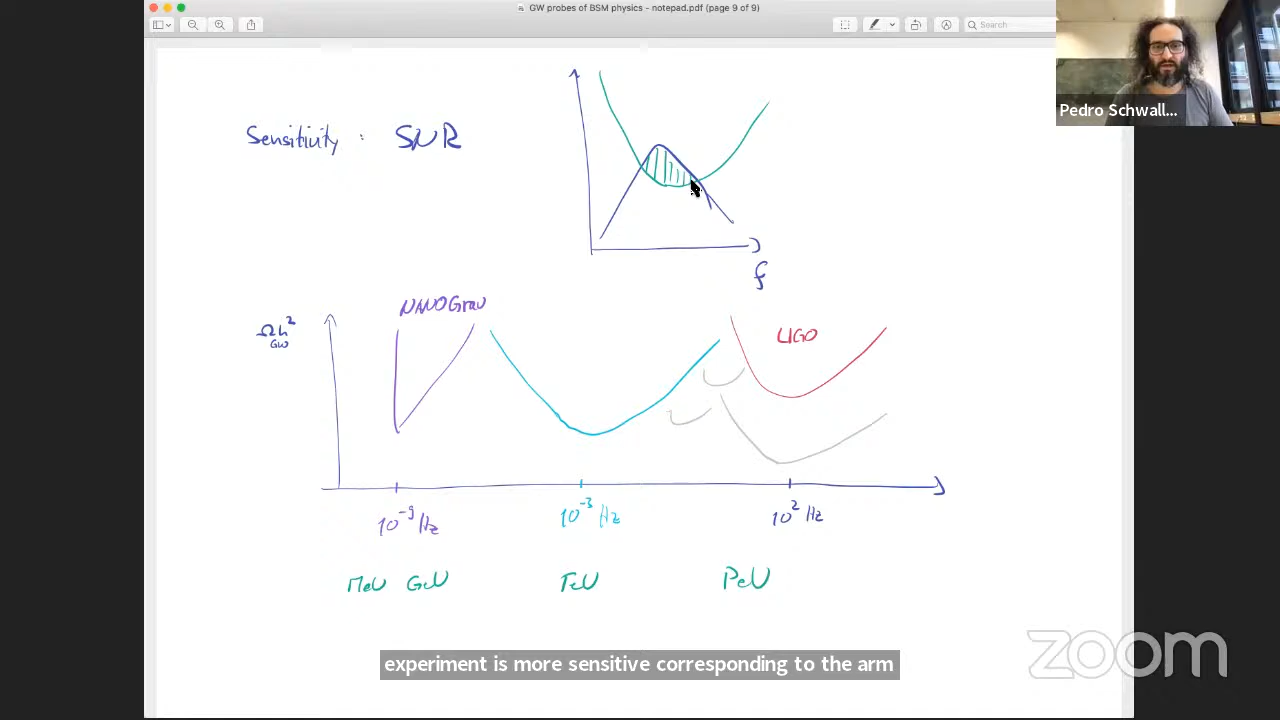 GW probes of BSM physics - notepad.pdf (page 9 of 9)
Search
Pedro Schwall...
Sensitivity : SNR
f
NANOGrav
Ωh²
GW
LIGO
10⁻⁹ Hz
10⁻³ Hz
10² Hz
MeV GeV
TeV
PeV
experiment is more sensitive corresponding to the arm
zoom